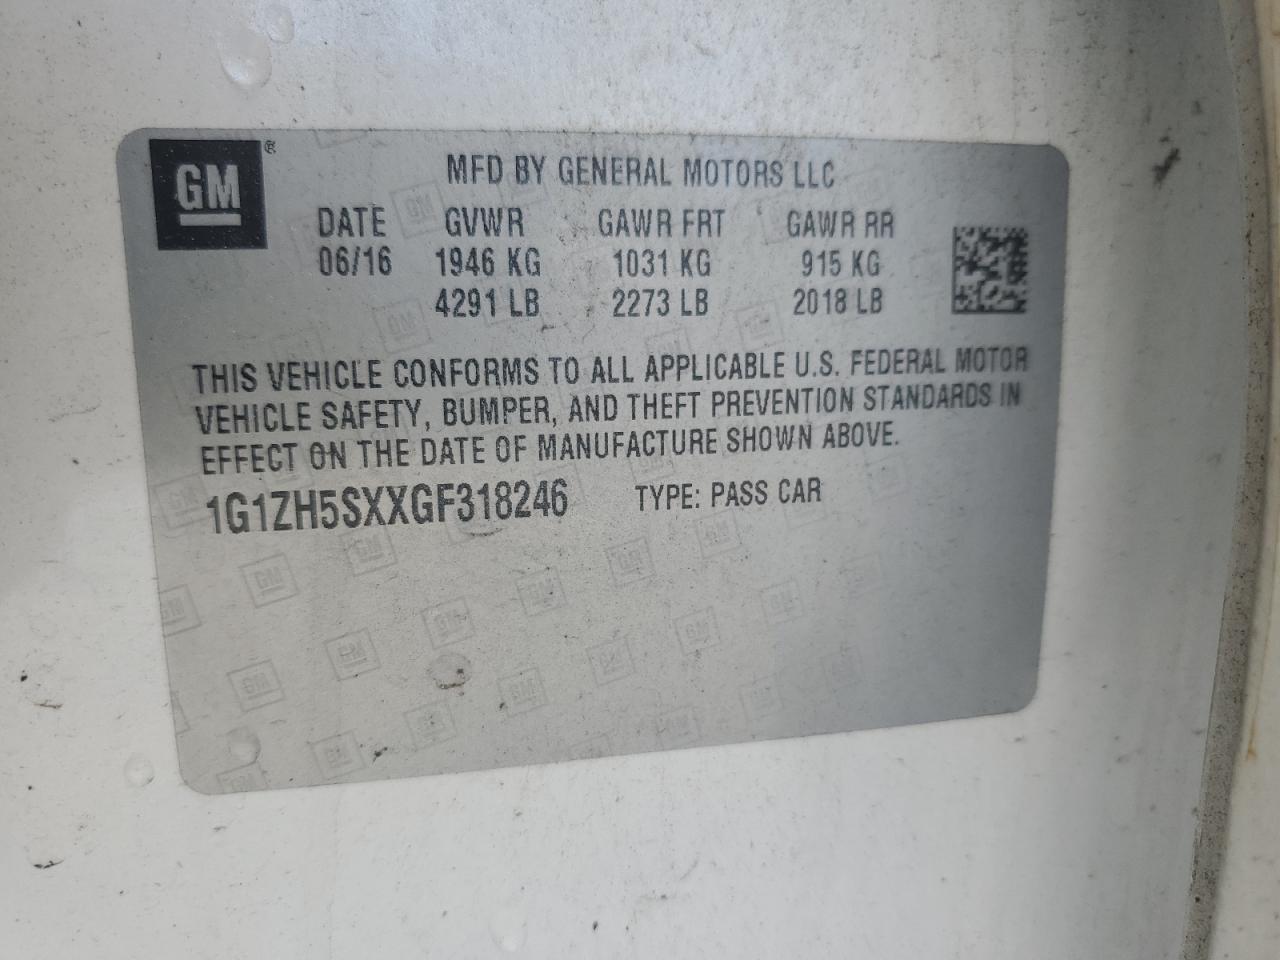 GM®
MFD BY GENERAL MOTORS LLC
DATE GVWR GAWR FRT GAWR RR
06/16 1946 KG 1031 KG 915 KG
4291 LB 2273 LB 2018 LB
THIS VEHICLE CONFORMS TO ALL APPLICABLE U.S. FEDERAL MOTOR
VEHICLE SAFETY, BUMPER, AND THEFT PREVENTION STANDARDS IN
EFFECT ON THE DATE OF MANUFACTURE SHOWN ABOVE.
1G1ZH5SXXGF318246 TYPE: PASS CAR